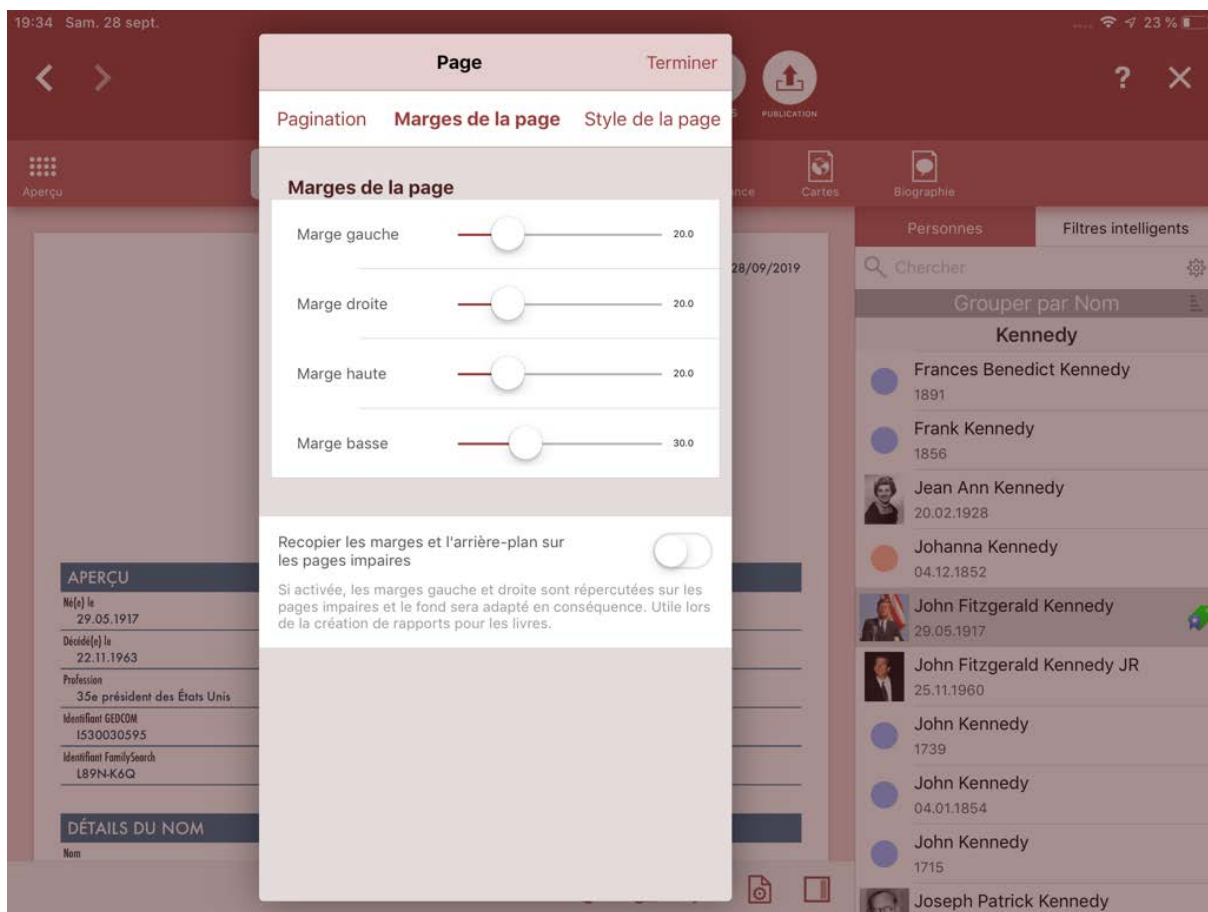 19:34 Sam. 28 sept.
23 %
Page
Terminer
PUBLICATION
?
Pagination
Marges de la page
Style de la page
Aperçu
Cartes
Biographie
Marges de la page
Marge gauche
20.0
Marge droite
20.0
Marge haute
20.0
Marge basse
30.0
Recopier les marges et l'arrière-plan sur
les pages impaires
Si activée, les marges gauche et droite sont répercutées sur les
pages impaires et le fond sera adapté en conséquence. Utile lors
de la création de rapports pour les livres.
28/09/2019
APERÇU
Né(e) le
29.05.1917
Décédé(e) le
22.11.1963
Profession
35e président des États Unis
Identifiant GEDCOM
I530030595
Identifiant FamilySearch
L89N-K6Q
DÉTAILS DU NOM
Nom
Personnes
Filtres intelligents
Chercher
Grouper par Nom
Kennedy
Frances Benedict Kennedy
1891
Frank Kennedy
1856
Jean Ann Kennedy
20.02.1928
Johanna Kennedy
04.12.1852
John Fitzgerald Kennedy
29.05.1917
John Fitzgerald Kennedy JR
25.11.1960
John Kennedy
1739
John Kennedy
04.01.1854
John Kennedy
1715
Joseph Patrick Kennedy